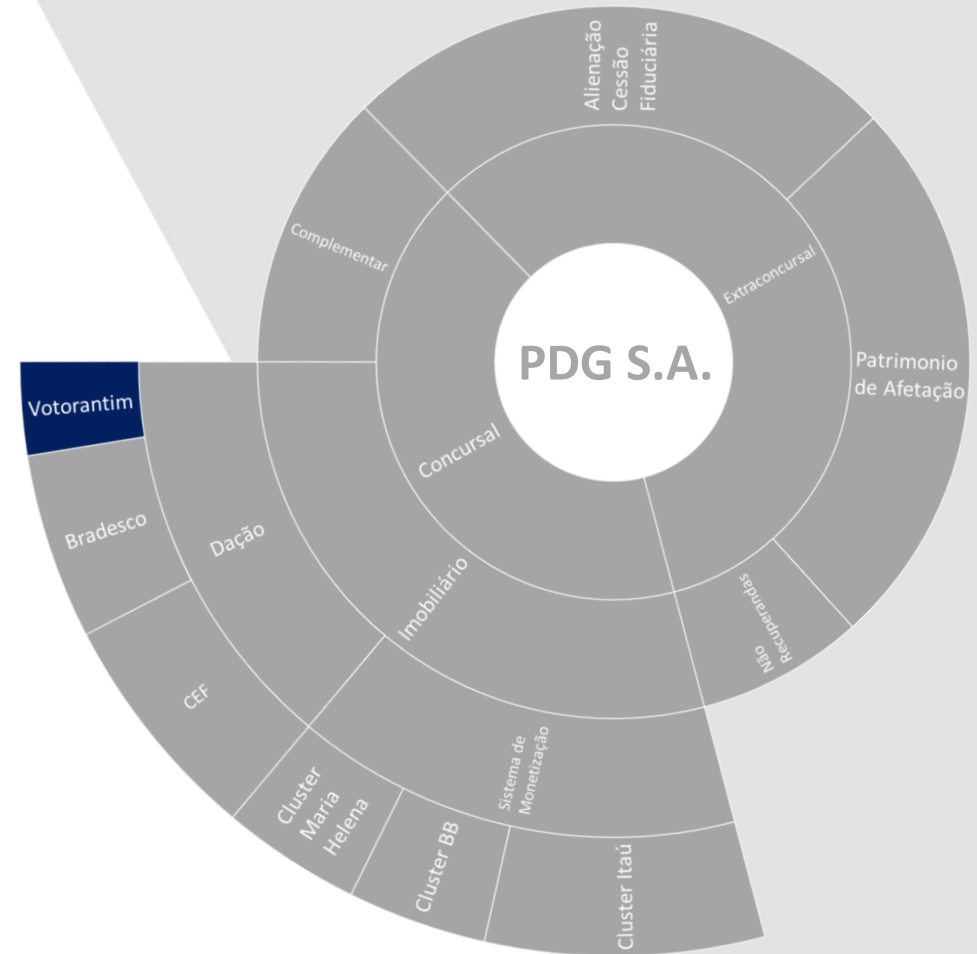 Alienação
Cessão
Fiduciária
Complementar
Extraconcursal
PDG S.A.
Patrimonio
de Afetação
Votorantim
Concursal
Bradesco
Dação
Imobiliário
Não
Recuperandas
CEF
Sistema de
Monetização
Cluster
Maria
Helena
Cluster BB
Cluster Itaú